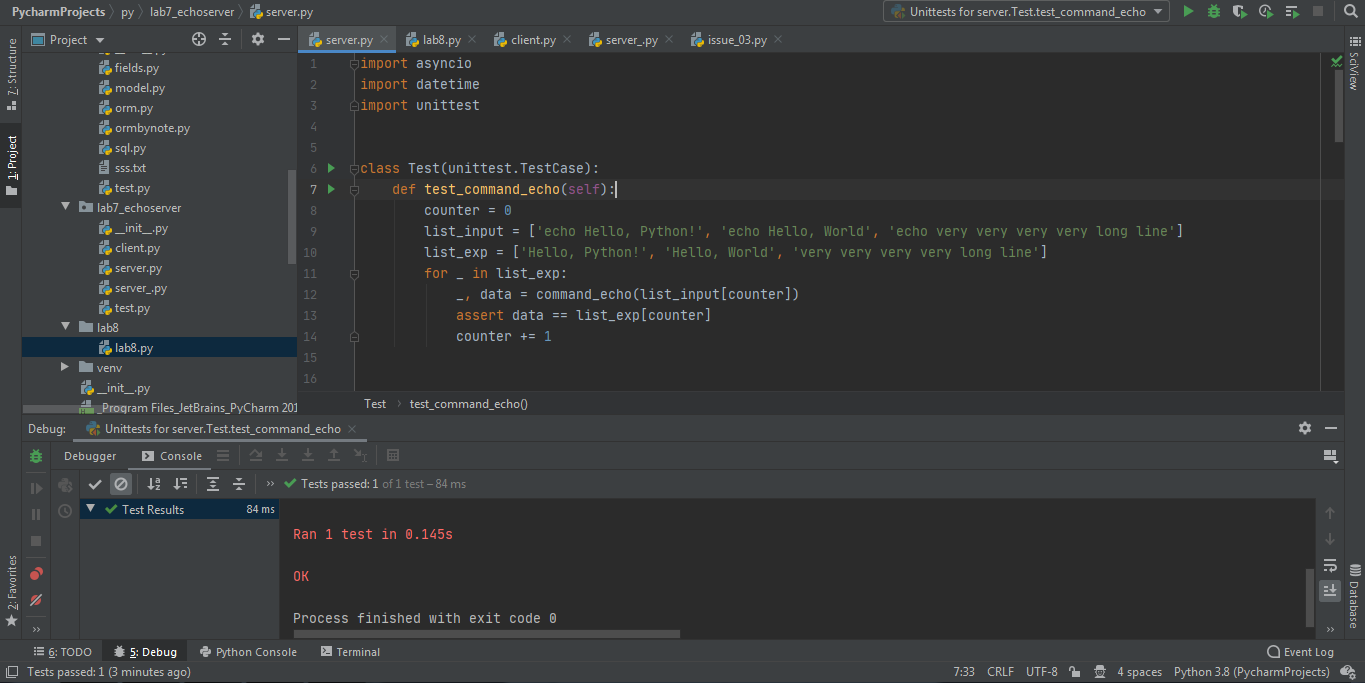 PycharmProjects py lab7_echoserver server.py
Unittests for server.Test.test_command_echo
Project
server.py
lab8.py
client.py
server_.py
issue_03.py
7: Structure
1: Project
2: Favorites
SciView
Database
fields.py
model.py
orm.py
ormbynote.py
sql.py
sss.txt
test.py
lab7_echoserver
__init__.py
client.py
server.py
server_.py
test.py
lab8
lab8.py
venv
__init__.py
_Program Files_JetBrains_PyCharm 201
1 import asyncio
2 import datetime
3 import unittest
4
5
6 class Test(unittest.TestCase):
7 def test_command_echo(self):
8 counter = 0
9 list_input = ['echo Hello, Python!', 'echo Hello, World', 'echo very very very very long line']
10 list_exp = ['Hello, Python!', 'Hello, World', 'very very very very long line']
11 for _ in list_exp:
12 _, data = command_echo(list_input[counter])
13 assert data == list_exp[counter]
14 counter += 1
15
16
Test test_command_echo()
Debug: Unittests for server.Test.test_command_echo
Debugger Console
Tests passed: 1 of 1 test – 84 ms
Test Results 84 ms
Ran 1 test in 0.145s
OK
Process finished with exit code 0
6: TODO 5: Debug Python Console Terminal Event Log
Tests passed: 1 (3 minutes ago) 7:33 CRLF UTF-8 4 spaces Python 3.8 (PycharmProjects)